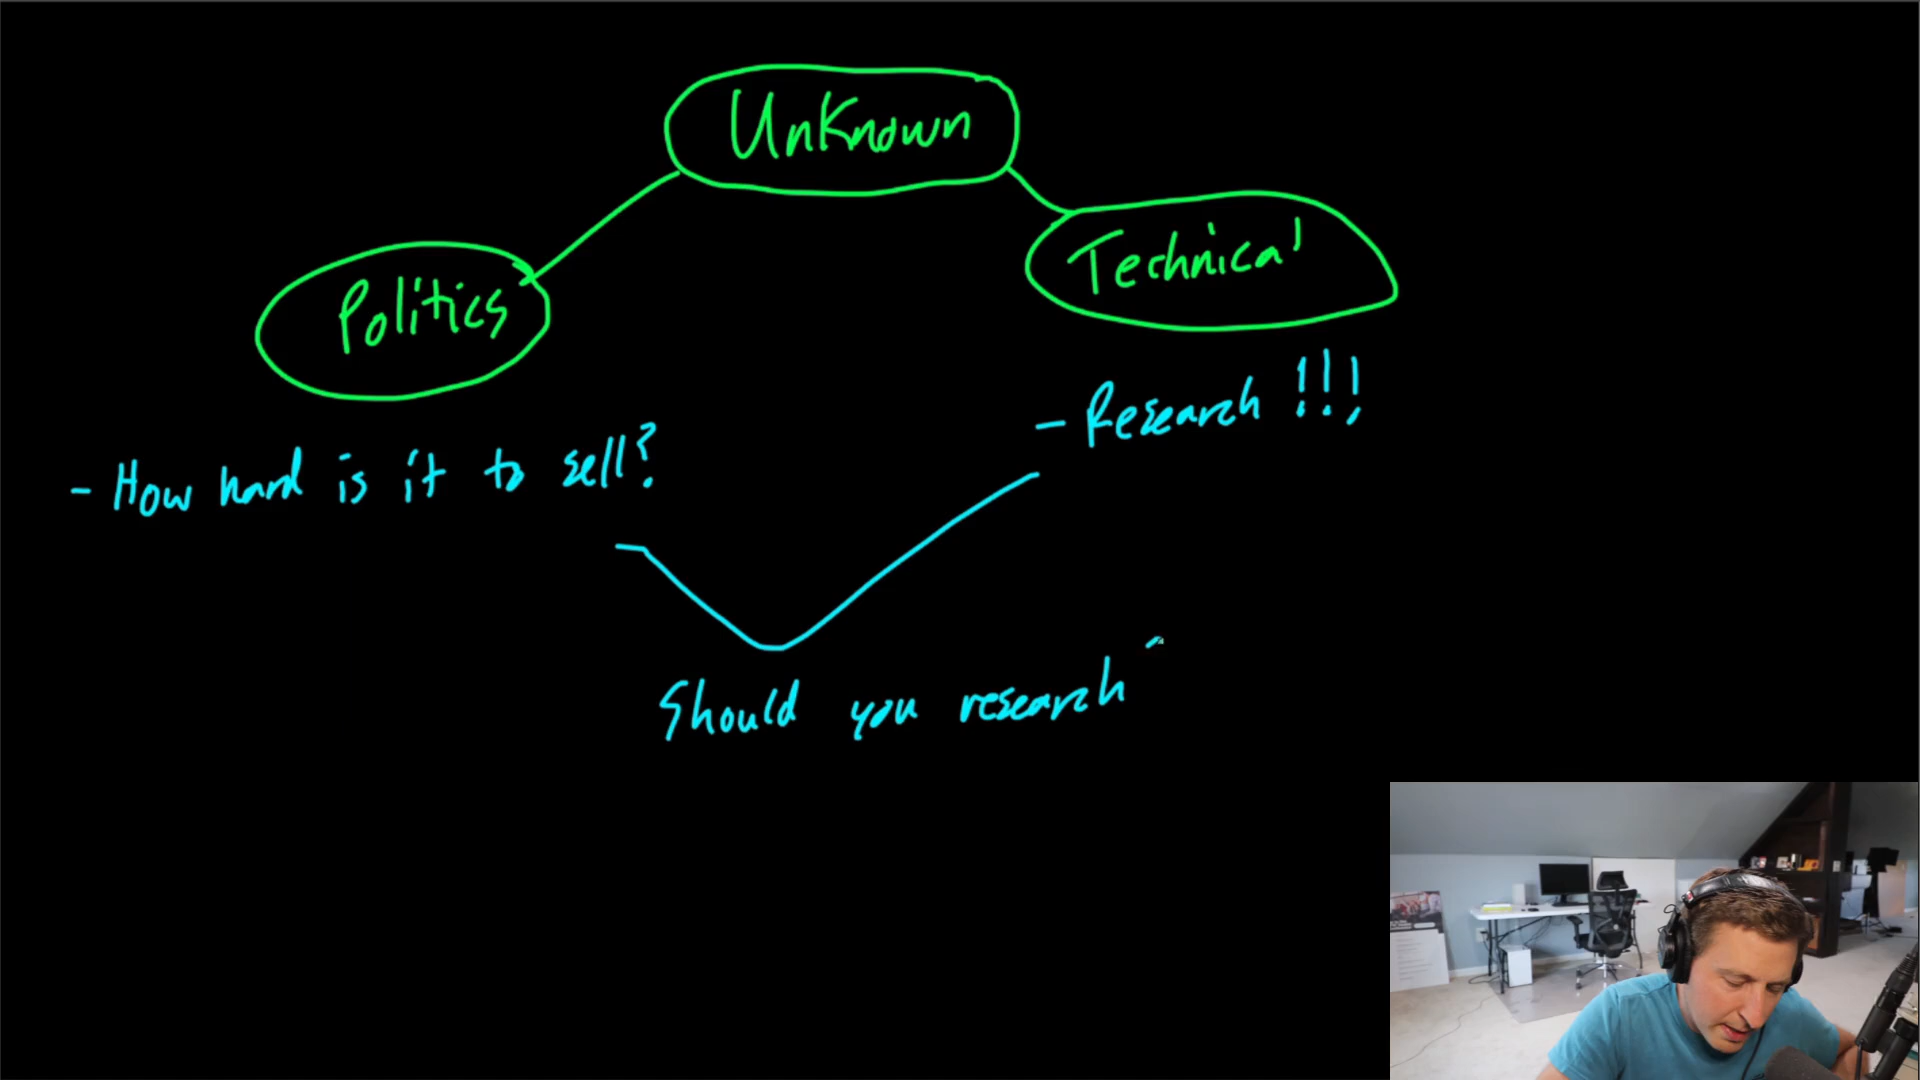 UnKnown
Politics
Technical
- How hard is it to sell?
- Research !!!
Should you research